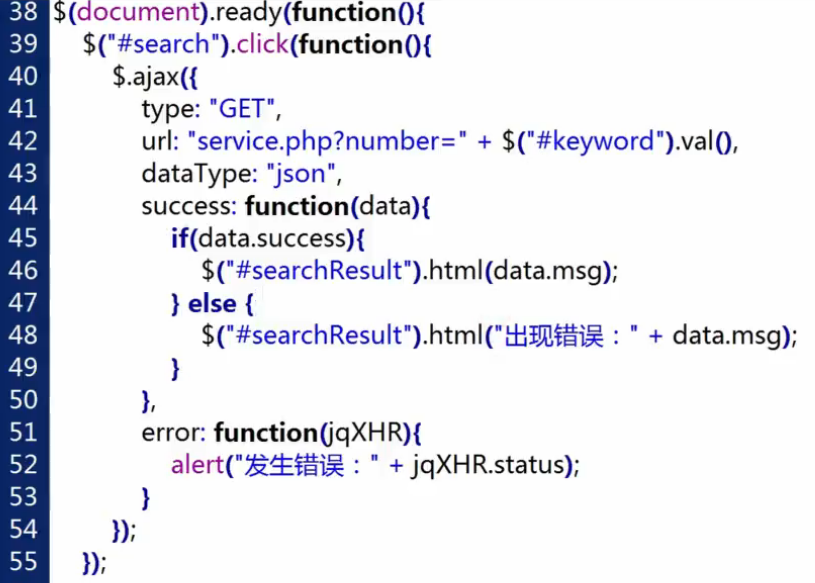 38 $(document).ready(function(){
39 $("#search").click(function(){
40 $.ajax({
41 type: "GET",
42 url: "service.php?number=" + $("#keyword").val(),
43 dataType: "json",
44 success: function(data){
45 if(data.success){
46 $("#searchResult").html(data.msg);
47 } else {
48 $("#searchResult").html("出现错误：" + data.msg);
49 }
50 },
51 error: function(jqXHR){
52 alert("发生错误：" + jqXHR.status);
53 }
54 });
55 });